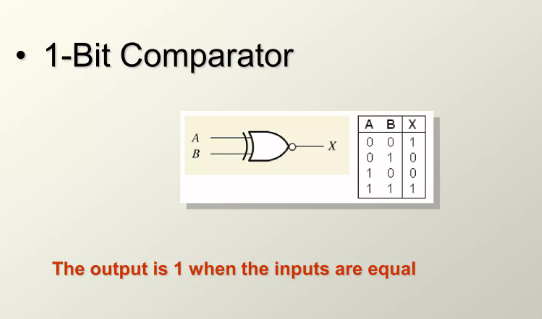 • 1-Bit Comparator
A
B
X
A B X
0 0 1
0 1 0
1 0 0
1 1 1
The output is 1 when the inputs are equal